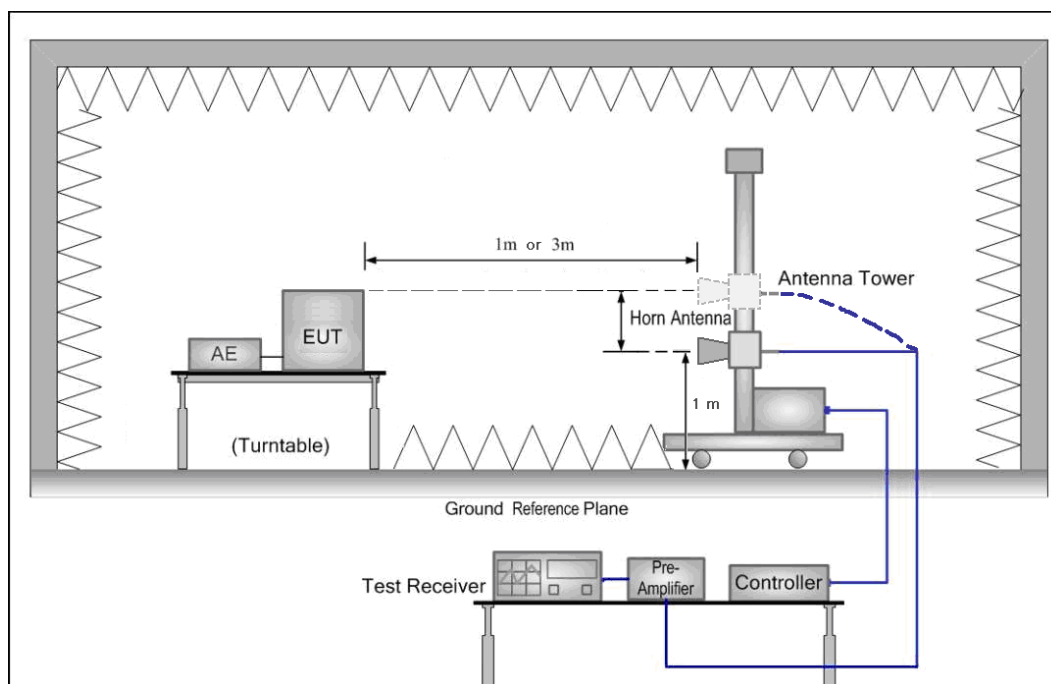 1m or 3m
Antenna Tower
Horn Antenna
EUT
AE
1 m
(Turntable)
Ground Reference Plane
Test Receiver
Pre-
Amplifier
Controller